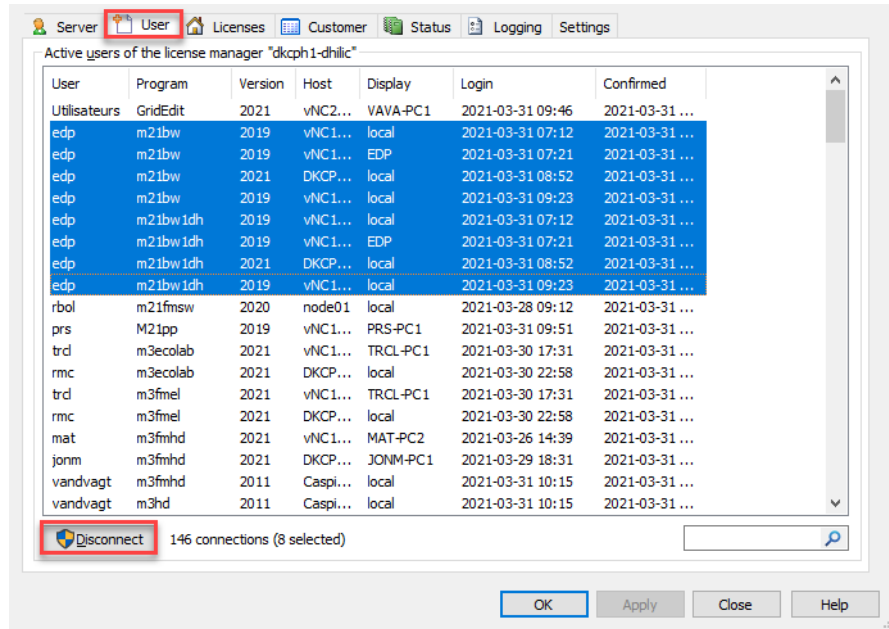 Server User Licenses Customer Status Logging Settings
Active users of the license manager "dkcph1-dhilic"
User Program Version Host Display Login Confirmed
Utilisateurs GridEdit 2021 vNC2... VAVA-PC1 2021-03-31 09:46 2021-03-31 ...
edp m21bw 2019 vNC1... local 2021-03-31 07:12 2021-03-31 ...
edp m21bw 2019 vNC1... EDP 2021-03-31 07:21 2021-03-31 ...
edp m21bw 2021 DKCP... local 2021-03-31 08:52 2021-03-31 ...
edp m21bw 2019 vNC1... local 2021-03-31 09:23 2021-03-31 ...
edp m21bw1dh 2019 vNC1... local 2021-03-31 07:12 2021-03-31 ...
edp m21bw1dh 2019 vNC1... EDP 2021-03-31 07:21 2021-03-31 ...
edp m21bw1dh 2021 DKCP... local 2021-03-31 08:52 2021-03-31 ...
edp m21bw1dh 2019 vNC1... local 2021-03-31 09:23 2021-03-31 ...
rbol m21fmsw 2020 node01 local 2021-03-28 09:12 2021-03-31 ...
prs M21pp 2019 vNC1... PRS-PC1 2021-03-31 09:51 2021-03-31 ...
trcl m3ecolab 2021 vNC1... TRCL-PC1 2021-03-30 17:31 2021-03-31 ...
rmc m3ecolab 2021 DKCP... local 2021-03-30 22:58 2021-03-31 ...
trcl m3fmel 2021 vNC1... TRCL-PC1 2021-03-30 17:31 2021-03-31 ...
rmc m3fmel 2021 DKCP... local 2021-03-30 22:58 2021-03-31 ...
mat m3fmhd 2021 vNC1... MAT-PC2 2021-03-26 14:39 2021-03-31 ...
jonm m3fmhd 2021 DKCP... JONM-PC1 2021-03-29 18:31 2021-03-31 ...
vandvagt m3fmhd 2011 Caspi... local 2021-03-31 10:15 2021-03-31 ...
vandvagt m3hd 2011 Caspi... local 2021-03-31 10:15 2021-03-31 ...
Disconnect 146 connections (8 selected)
OK Apply Close Help